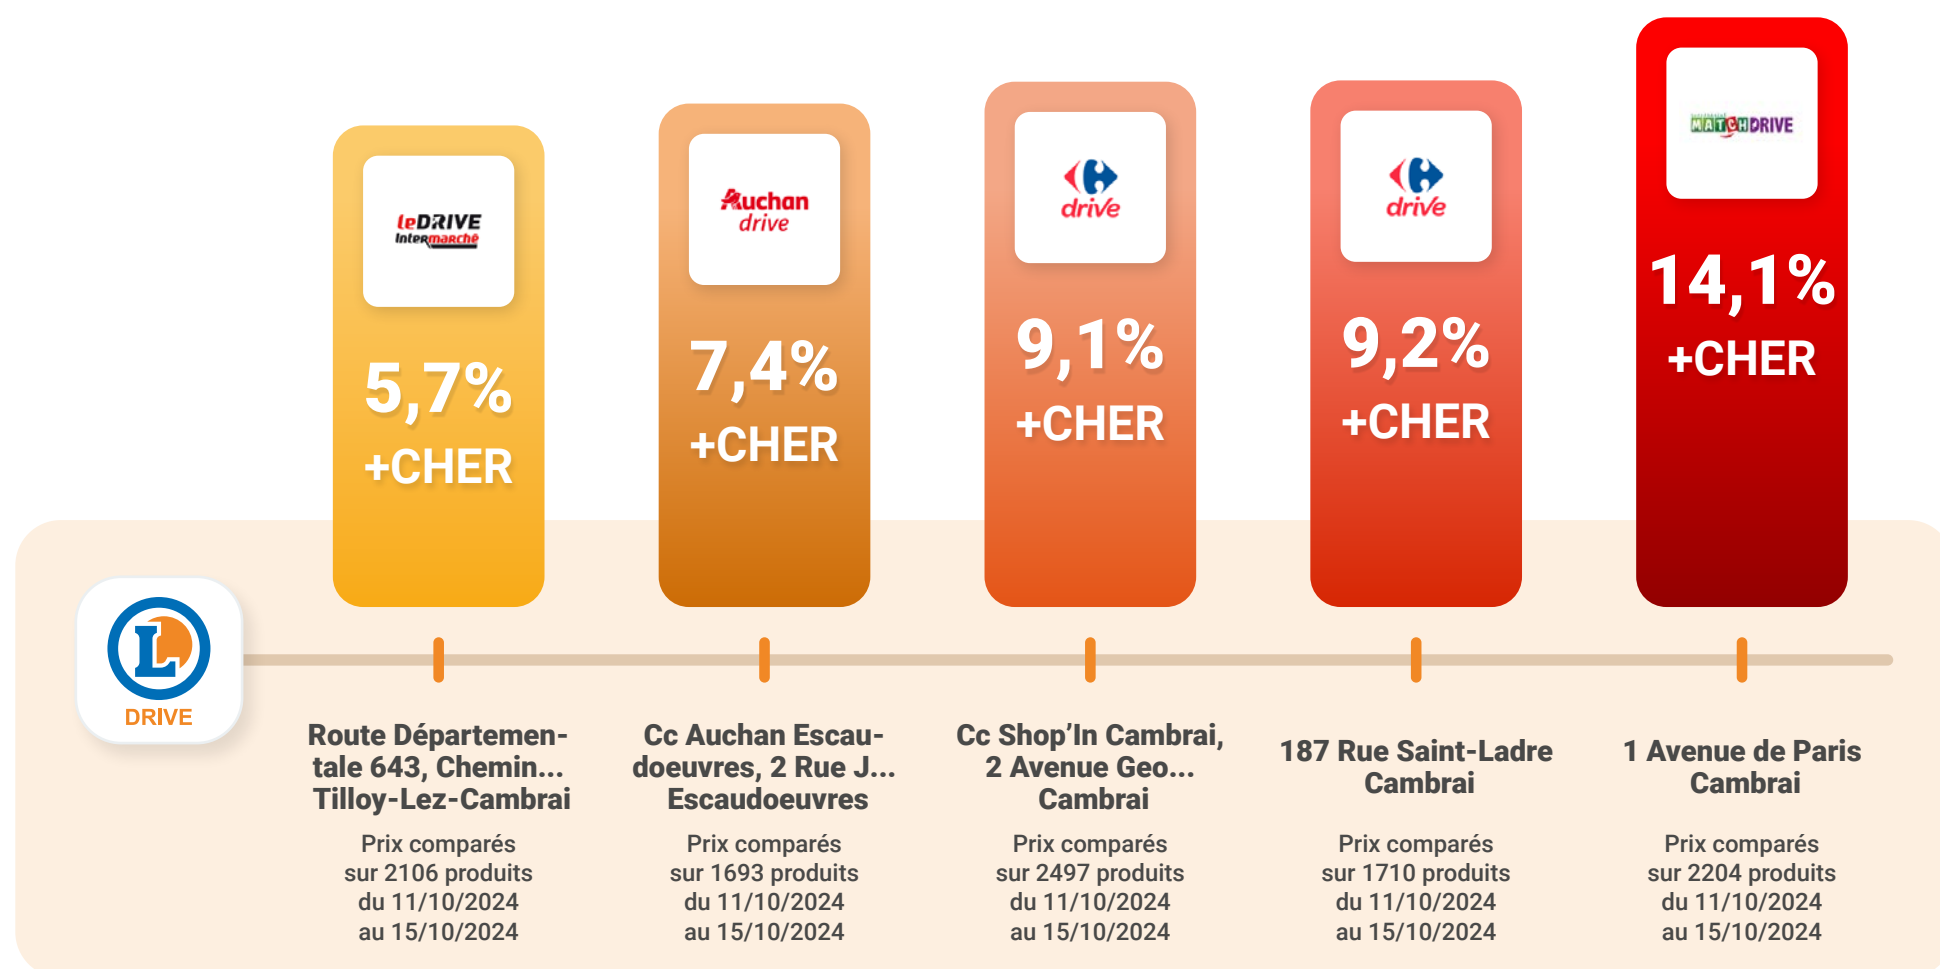 leDRIVE
Intermarché
5,7%
+CHER
Auchan
drive
7,4%
+CHER
drive
9,1%
+CHER
drive
9,2%
+CHER
MATCHDRIVE
14,1%
+CHER
L
DRIVE
Route Départemen-
tale 643, Chemin...
Tilloy-Lez-Cambrai
Prix comparés
sur 2106 produits
du 11/10/2024
au 15/10/2024
Cc Auchan Escau-
doeuvres, 2 Rue J...
Escaudoeuvres
Prix comparés
sur 1693 produits
du 11/10/2024
au 15/10/2024
Cc Shop’In Cambrai,
2 Avenue Geo...
Cambrai
Prix comparés
sur 2497 produits
du 11/10/2024
au 15/10/2024
187 Rue Saint-Ladre
Cambrai
Prix comparés
sur 1710 produits
du 11/10/2024
au 15/10/2024
1 Avenue de Paris
Cambrai
Prix comparés
sur 2204 produits
du 11/10/2024
au 15/10/2024